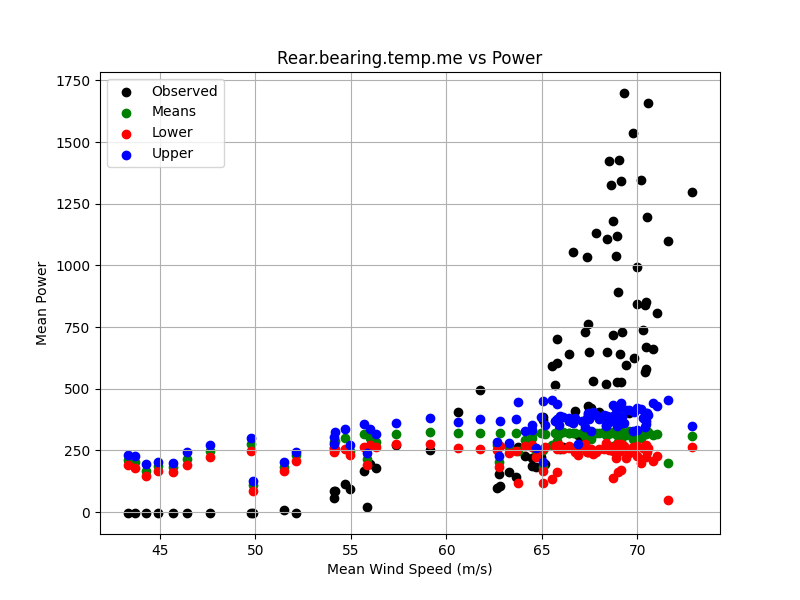 Rear.bearing.temp.me vs Power
Observed
Means
Lower
Upper
1750
1500
1250
1000
750
500
250
0
Mean Power
45 50 55 60 65 70
Mean Wind Speed (m/s)